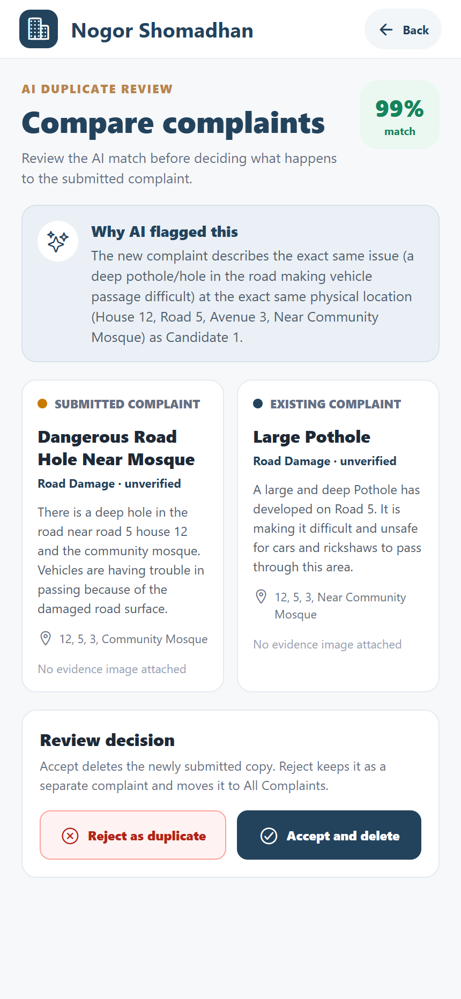 Nogor Shomadhan
Back
AI DUPLICATE REVIEW
Compare complaints
Review the AI match before deciding what happens
to the submitted complaint.
99%
match
Why AI flagged this
The new complaint describes the exact same issue (a
deep pothole/hole in the road making vehicle
passage difficult) at the exact same physical location
(House 12, Road 5, Avenue 3, Near Community
Mosque) as Candidate 1.
SUBMITTED COMPLAINT
Dangerous Road
Hole Near Mosque
Road Damage · unverified
There is a deep hole in the
road near road 5 house 12
and the community mosque.
Vehicles are having trouble in
passing because of the
damaged road surface.
12, 5, 3, Community Mosque
No evidence image attached
EXISTING COMPLAINT
Large Pothole
Road Damage · unverified
A large and deep Pothole has
developed on Road 5. It is
making it difficult and unsafe
for cars and rickshaws to pass
through this area.
12, 5, 3, Near Community
Mosque
No evidence image attached
Review decision
Accept deletes the newly submitted copy. Reject keeps it as a
separate complaint and moves it to All Complaints.
Reject as duplicate
Accept and delete